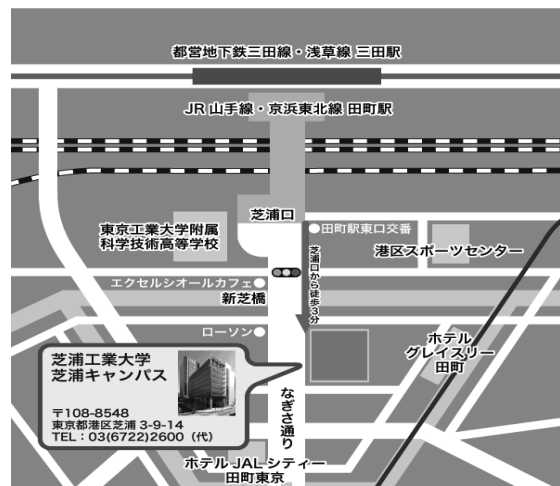 都営地下鉄三田線・浅草線 三田駅
JR 山手線・京浜東北線 田町駅
芝浦口
東京工業大学附属
科学技術高等学校
田町駅東口交番
港区スポーツセンター
芝浦口から徒歩3分
エクセルシオールカフェ
新芝橋
ローソン
ホテル
グレイスリー
田町
芝浦工業大学
芝浦キャンパス
〒108-8548
東京都港区芝浦 3-9-14
TEL:03(6722)2600(代)
なぎさ通り
ホテル JAL シティー
田町東京